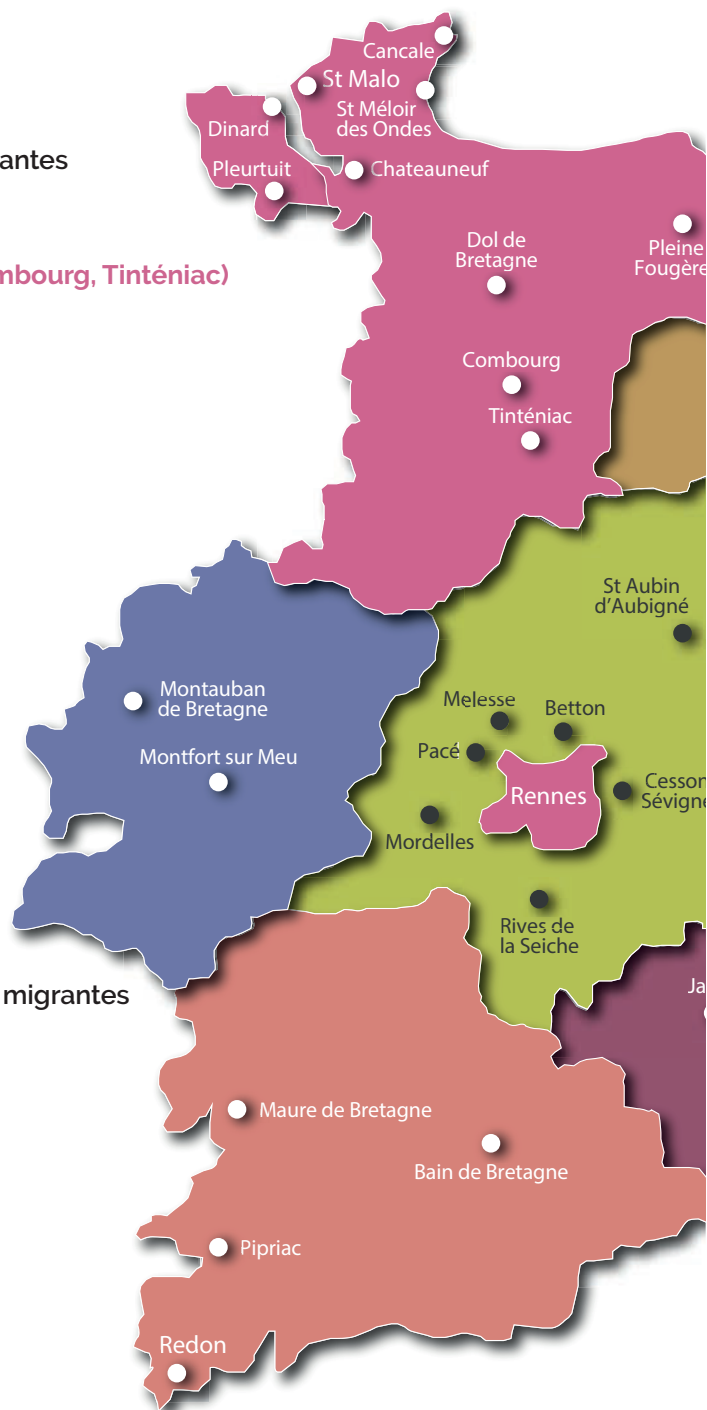 Cancale
St Malo
St Méloir
des Ondes
Dinard
antes
Pleurtuit
Chateauneuf
Dol de
Bretagne
Pleine
Fougère
mbourg, Tinténiac)
Combourg
Tinténiac
St Aubin
d'Aubigné
Montauban
de Bretagne
Melesse
Betton
Pacé
Montfort sur Meu
Cesson
Sévigné
Rennes
Mordelles
Rives de
la Seiche
migrantes
Ja
Maure de Bretagne
Bain de Bretagne
Pipriac
Redon